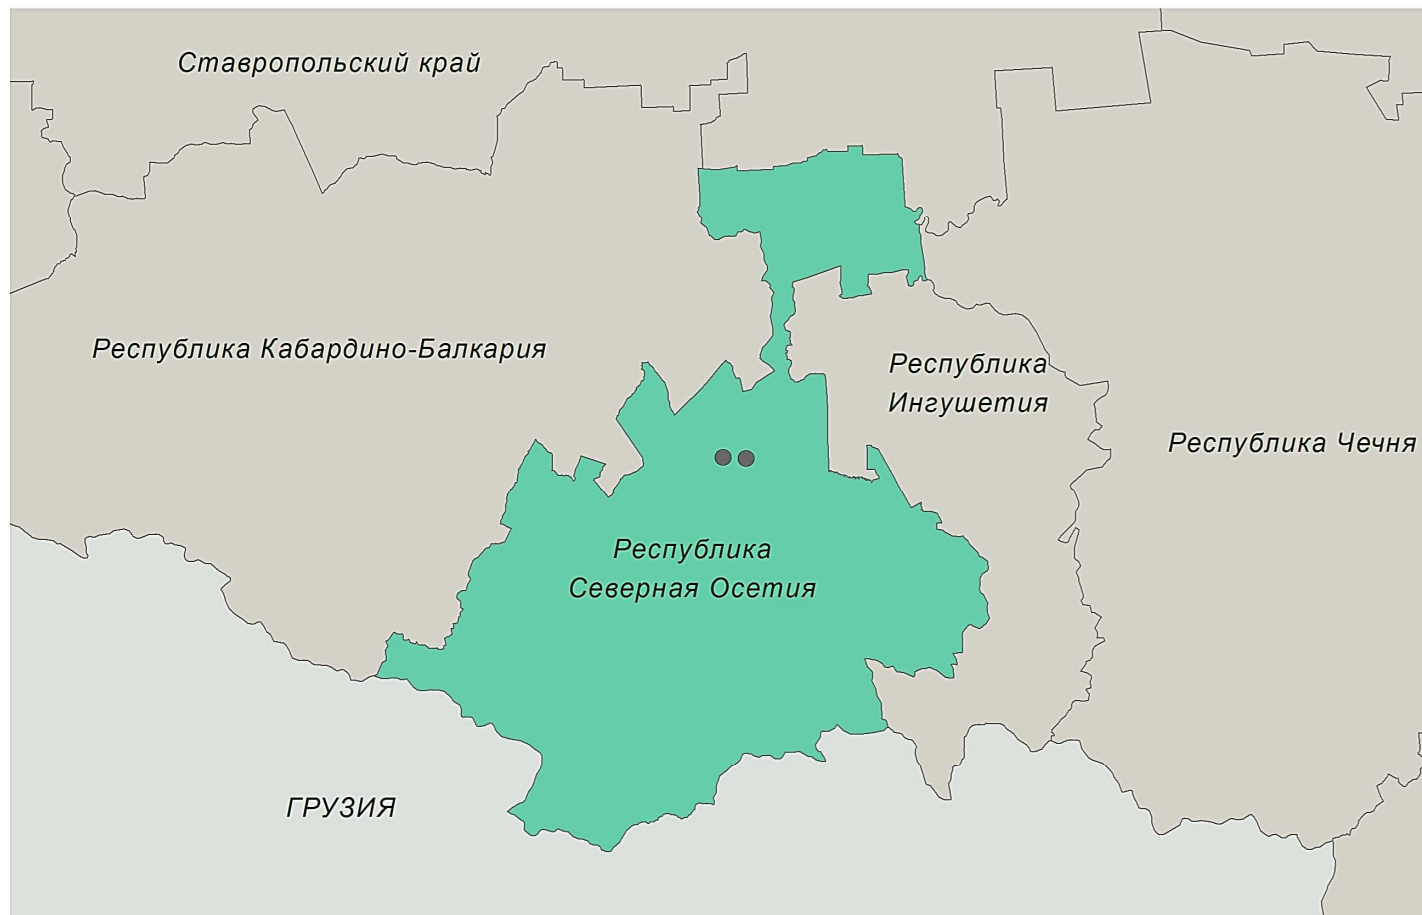 Ставропольский край
Республика Кабардино-Балкария
Республика
Ингушетия
Республика Чечня
Республика
Северная Осетия
ГРУЗИЯ